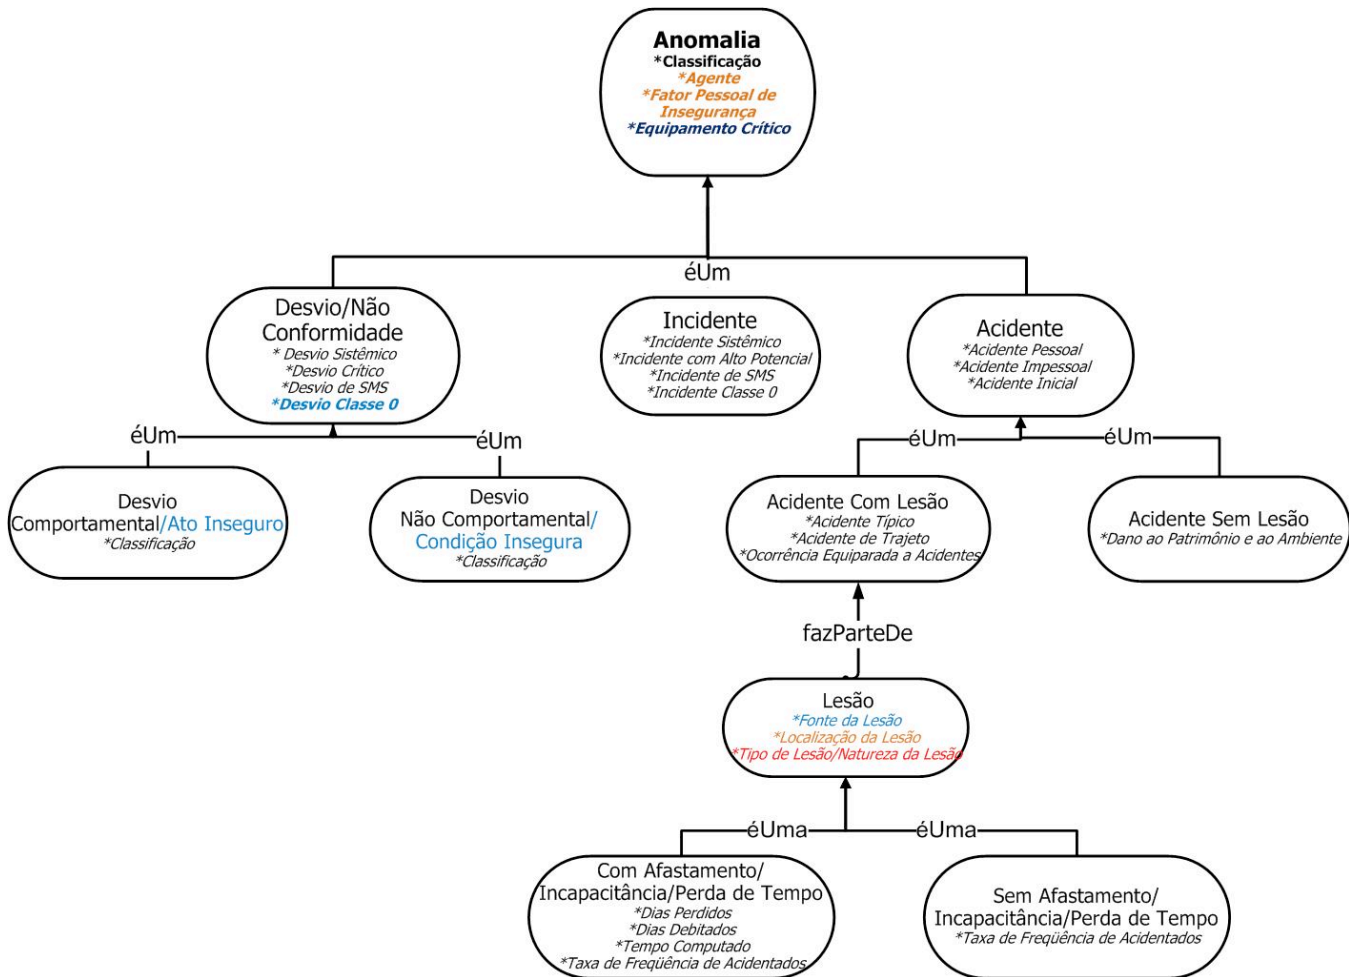 Anomalia
*Classificação
*Agente
*Fator Pessoal de
Insegurança
*Equipamento Crítico
éUm
Desvio/Não
Conformidade
* Desvio Sistêmico
*Desvio Crítico
*Desvio de SMS
*Desvio Classe 0
Incidente
*Incidente Sistêmico
*Incidente com Alto Potencial
*Incidente de SMS
*Incidente Classe 0
Acidente
*Acidente Pessoal
*Acidente Impessoal
*Acidente Inicial
éUm
éUm
éUm
éUm
Desvio
Comportamental/Ato Inseguro
*Classificação
Desvio
Não Comportamental/
Condição Insegura
*Classificação
Acidente Com Lesão
*Acidente Típico
*Acidente de Trajeto
*Ocorrência Equiparada a Acidentes
Acidente Sem Lesão
*Dano ao Patrimônio e ao Ambiente
fazParteDe
Lesão
*Fonte da Lesão
*Localização da Lesão
*Tipo de Lesão/Natureza da Lesão
éUma
éUma
Com Afastamento/
Incapacitância/Perda de Tempo
*Dias Perdidos
*Dias Debitados
*Tempo Computado
*Taxa de Freqüência de Acidentados
Sem Afastamento/
Incapacitância/Perda de Tempo
*Taxa de Freqüência de Acidentados